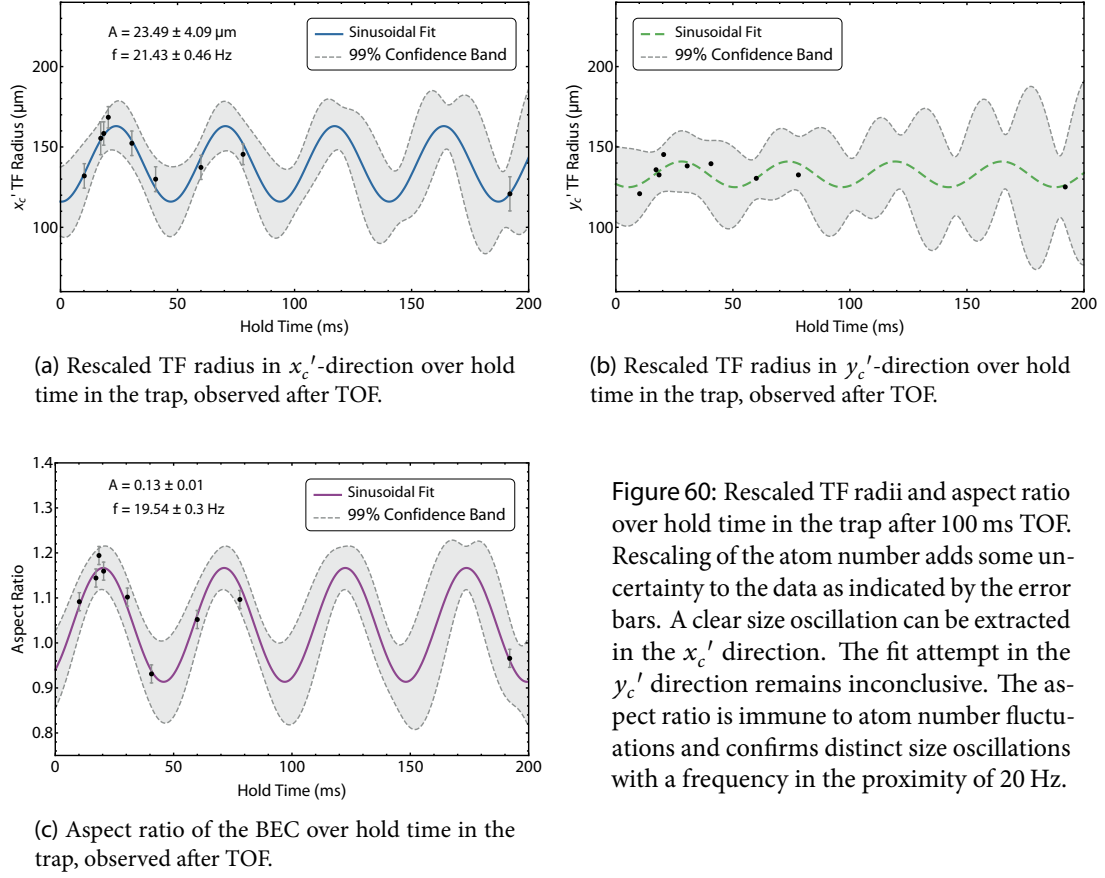 A = 23.49 ± 4.09 µm
f = 21.43 ± 0.46 Hz
Sinusoidal Fit
99% Confidence Band
200
150
100
0 50 100 150 200
x_c' TF Radius (µm)
Hold Time (ms)
(a) Rescaled TF radius in x_c'-direction over hold
time in the trap, observed after TOF.
Sinusoidal Fit
99% Confidence Band
200
150
100
0 50 100 150 200
y_c' TF Radius (µm)
Hold Time (ms)
(b) Rescaled TF radius in y_c'-direction over hold
time in the trap, observed after TOF.
A = 0.13 ± 0.01
f = 19.54 ± 0.3 Hz
Sinusoidal Fit
99% Confidence Band
1.4
1.3
1.2
1.1
1.0
0.9
0.8
0 50 100 150 200
Aspect Ratio
Hold Time (ms)
(c) Aspect ratio of the BEC over hold time in the
trap, observed after TOF.
Figure 60: Rescaled TF radii and aspect ratio
over hold time in the trap after 100 ms TOF.
Rescaling of the atom number adds some un-
certainty to the data as indicated by the error
bars. A clear size oscillation can be extracted
in the x_c' direction. The fit attempt in the
y_c' direction remains inconclusive. The as-
pect ratio is immune to atom number fluctu-
ations and confirms distinct size oscillations
with a frequency in the proximity of 20 Hz.